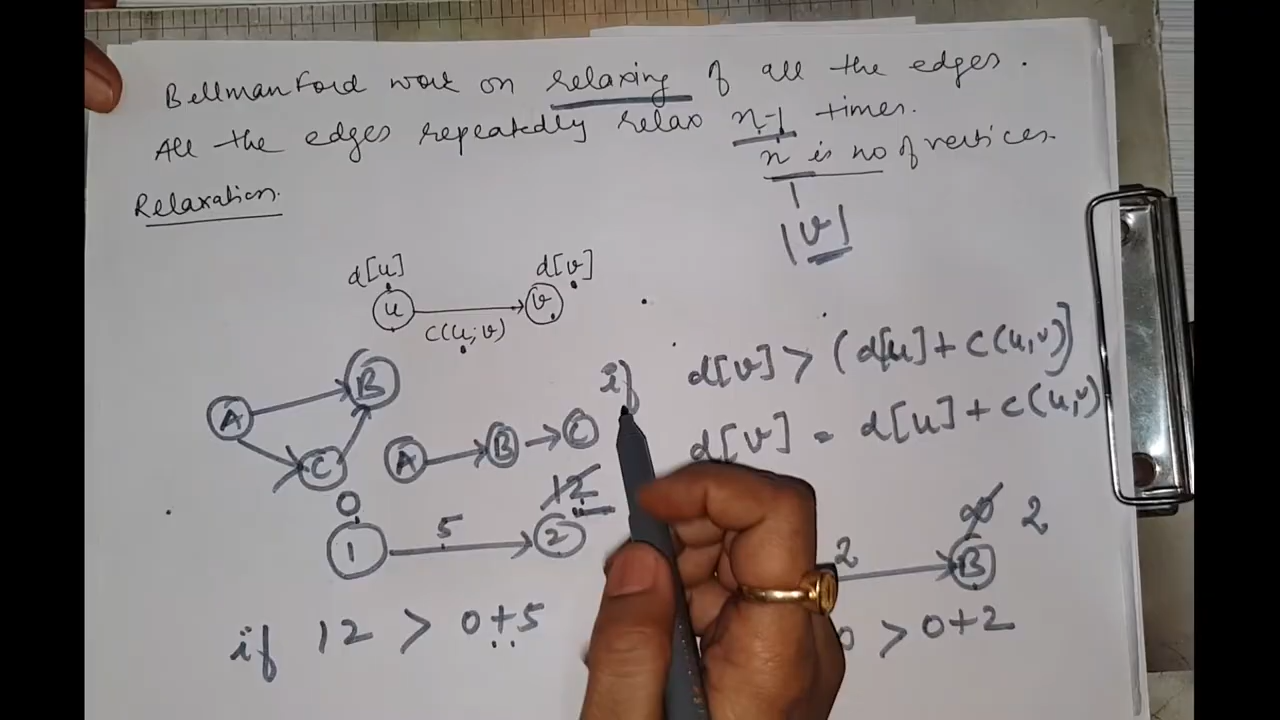 BellmanFord work on relaxing of all the edges.
All the edges repeatedly relax n-1 times.
n is no of vertices.
|v|
Relaxation.
d[u] d[v]
u v
c(u,v)
A B C
A B C
if d[v] > (d[u] + c(u,v)]
d[v] = d[u] + c(u,v)
0 12
1 5 2
if 12 > 0+5
∞ 2
2 B
> 0+2